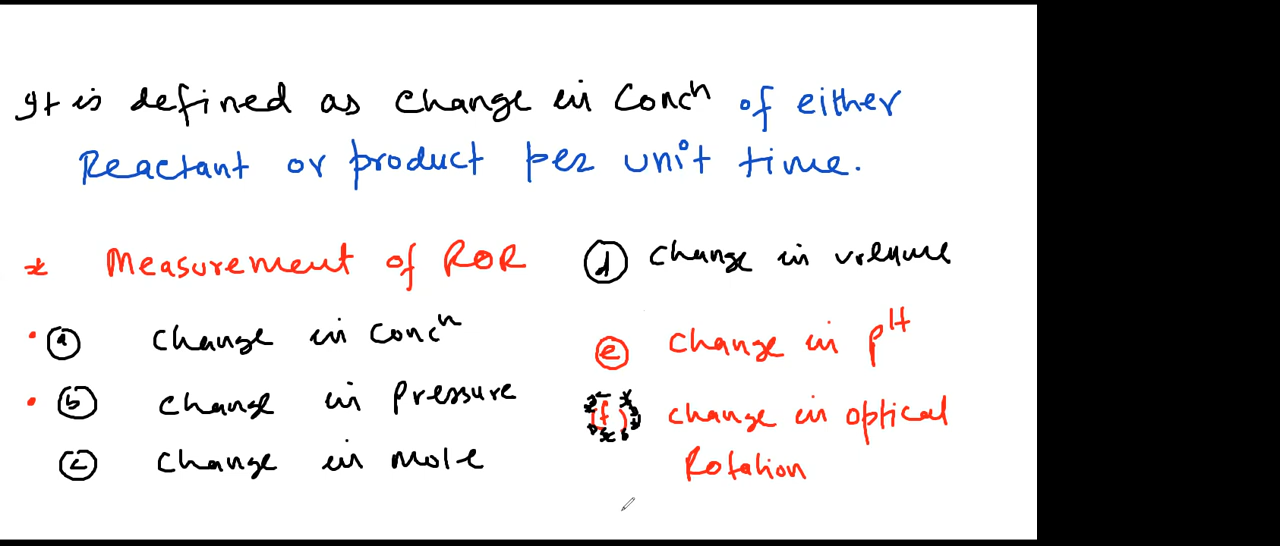 It is defined as change in Concn of either
Reactant or product per unit time.
* Measurement of ROR
(a) change in concn
(b) change in Pressure
(c) change in mole
(d) change in volume
(e) change in pH
(f) change in optical
Rotation